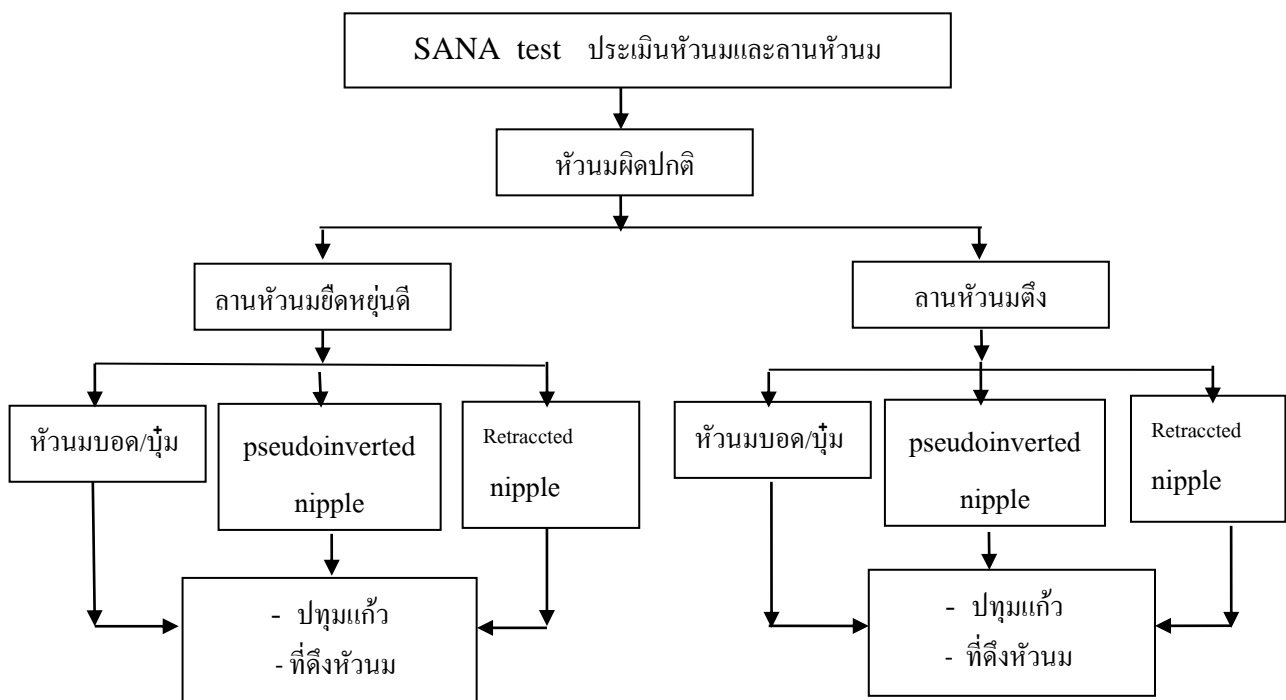 SANA test ประเมินหัวนมและลานหัวนม
หัวนมผิดปกติ
ลานหัวนมยืดหยุ่นดี
ลานหัวนมตึง
หัวนมบอด/บุ๋ม
pseudoinverted
nipple
Retraccted
nipple
หัวนมบอด/บุ๋ม
pseudoinverted
nipple
Retraccted
nipple
- ปทุมแก้ว
- ที่ดึงหัวนม
- ปทุมแก้ว
- ที่ดึงหัวนม